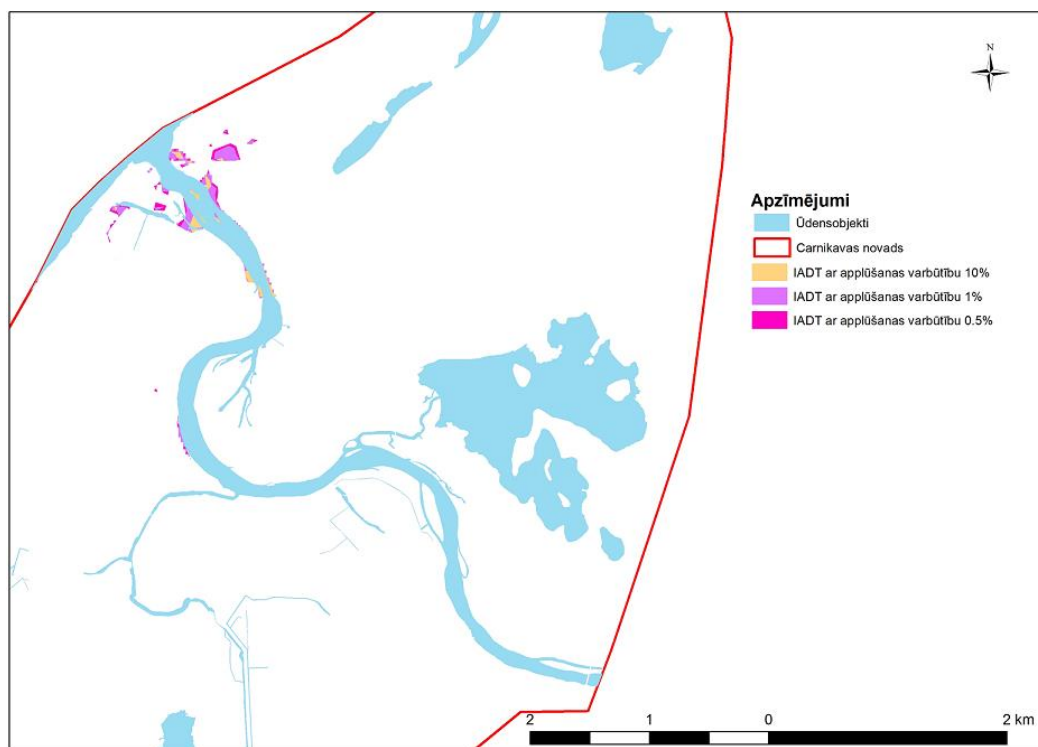 N
Apzīmējumi
Ūdensobjekti
Carnikavas novads
IADT ar applūšanas varbūtību 10%
IADT ar applūšanas varbūtību 1%
IADT ar applūšanas varbūtību 0.5%
2 1 0 2 km